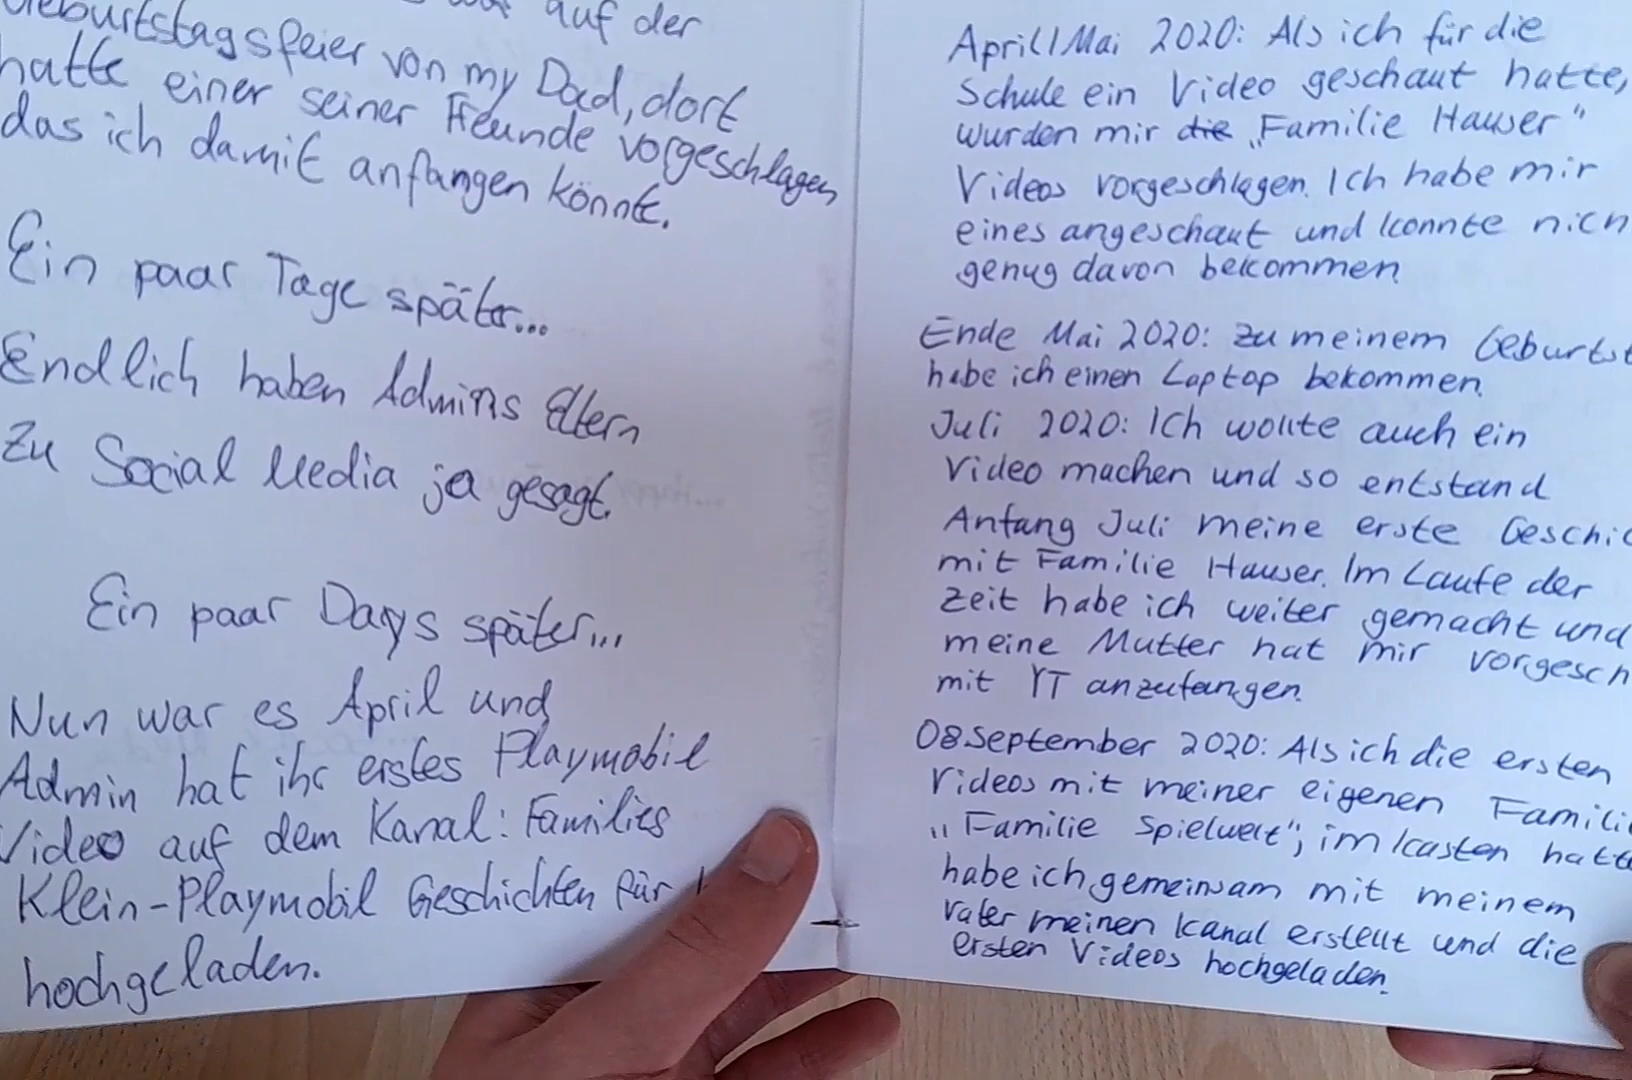 auf der
Geburtstagsfeier von my Dad, dort
hatte einer seiner Freunde vorgeschlagen
das ich damit anfangen könnte.
Ein paar Tage später...
Endlich haben Admins Eltern
zu Social Media ja gesagt.
Ein paar Days später...
Nun war es April und
Admin hat ihr erstes Playmobil
Video auf dem Kanal: Families
Klein-Playmobil Geschichten für
hochgeladen.
April/Mai 2020: Als ich für die
Schule ein Video geschaut hatte,
wurden mir die „Familie Hauser"
Videos vorgeschlagen. Ich habe mir
eines angeschaut und konnte nich
genug davon bekommen.
Ende Mai 2020: Zu meinem Geburtst
habe ich einen Laptop bekommen.
Juli 2020: Ich wollte auch ein
Video machen und so entstand
Anfang Juli meine erste Geschic
mit Familie Hauser. Im Laufe der
Zeit habe ich weiter gemacht und
meine Mutter hat mir vorgesch
mit YT anzufangen.
08.September 2020: Als ich die ersten
Videos mit meiner eigenen Familie
„Familie Spielwelt", im Kasten hatte
habe ich gemeinsam mit meinem
Vater meinen Kanal erstellt und die
ersten Videos hochgeladen.